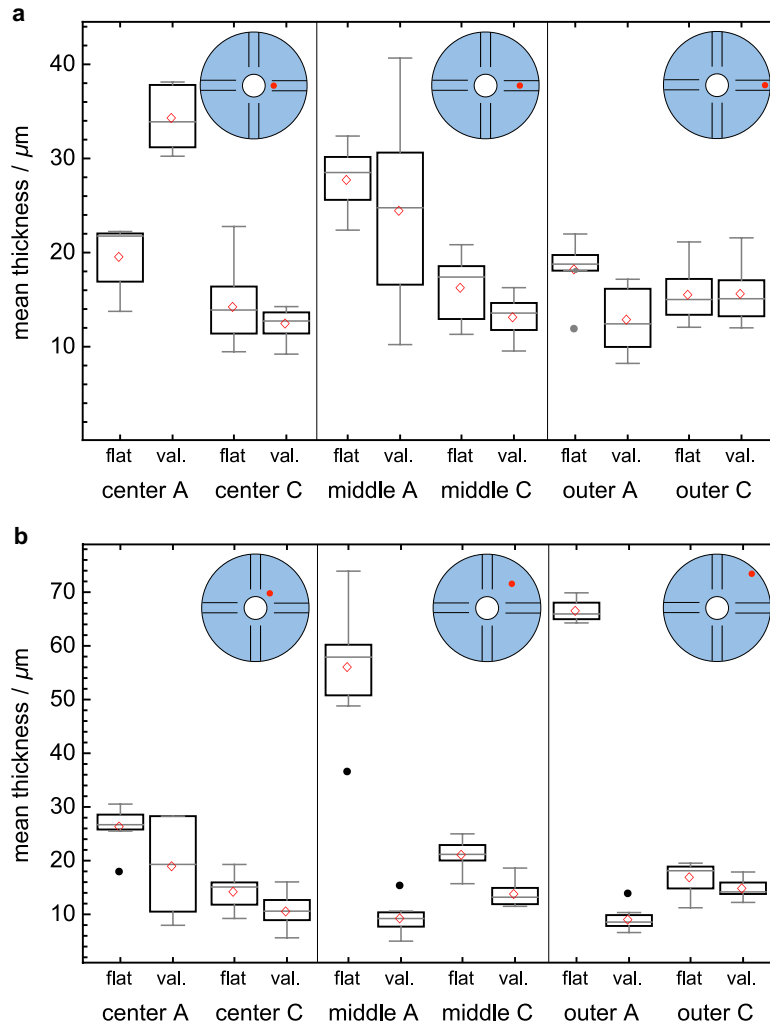 a
mean thickness / μm
40
30
20
10
flat val. flat val. flat val. flat val. flat val. flat val.
center A center C middle A middle C outer A outer C
b
mean thickness / μm
70
60
50
40
30
20
10
flat val. flat val. flat val. flat val. flat val. flat val.
center A center C middle A middle C outer A outer C